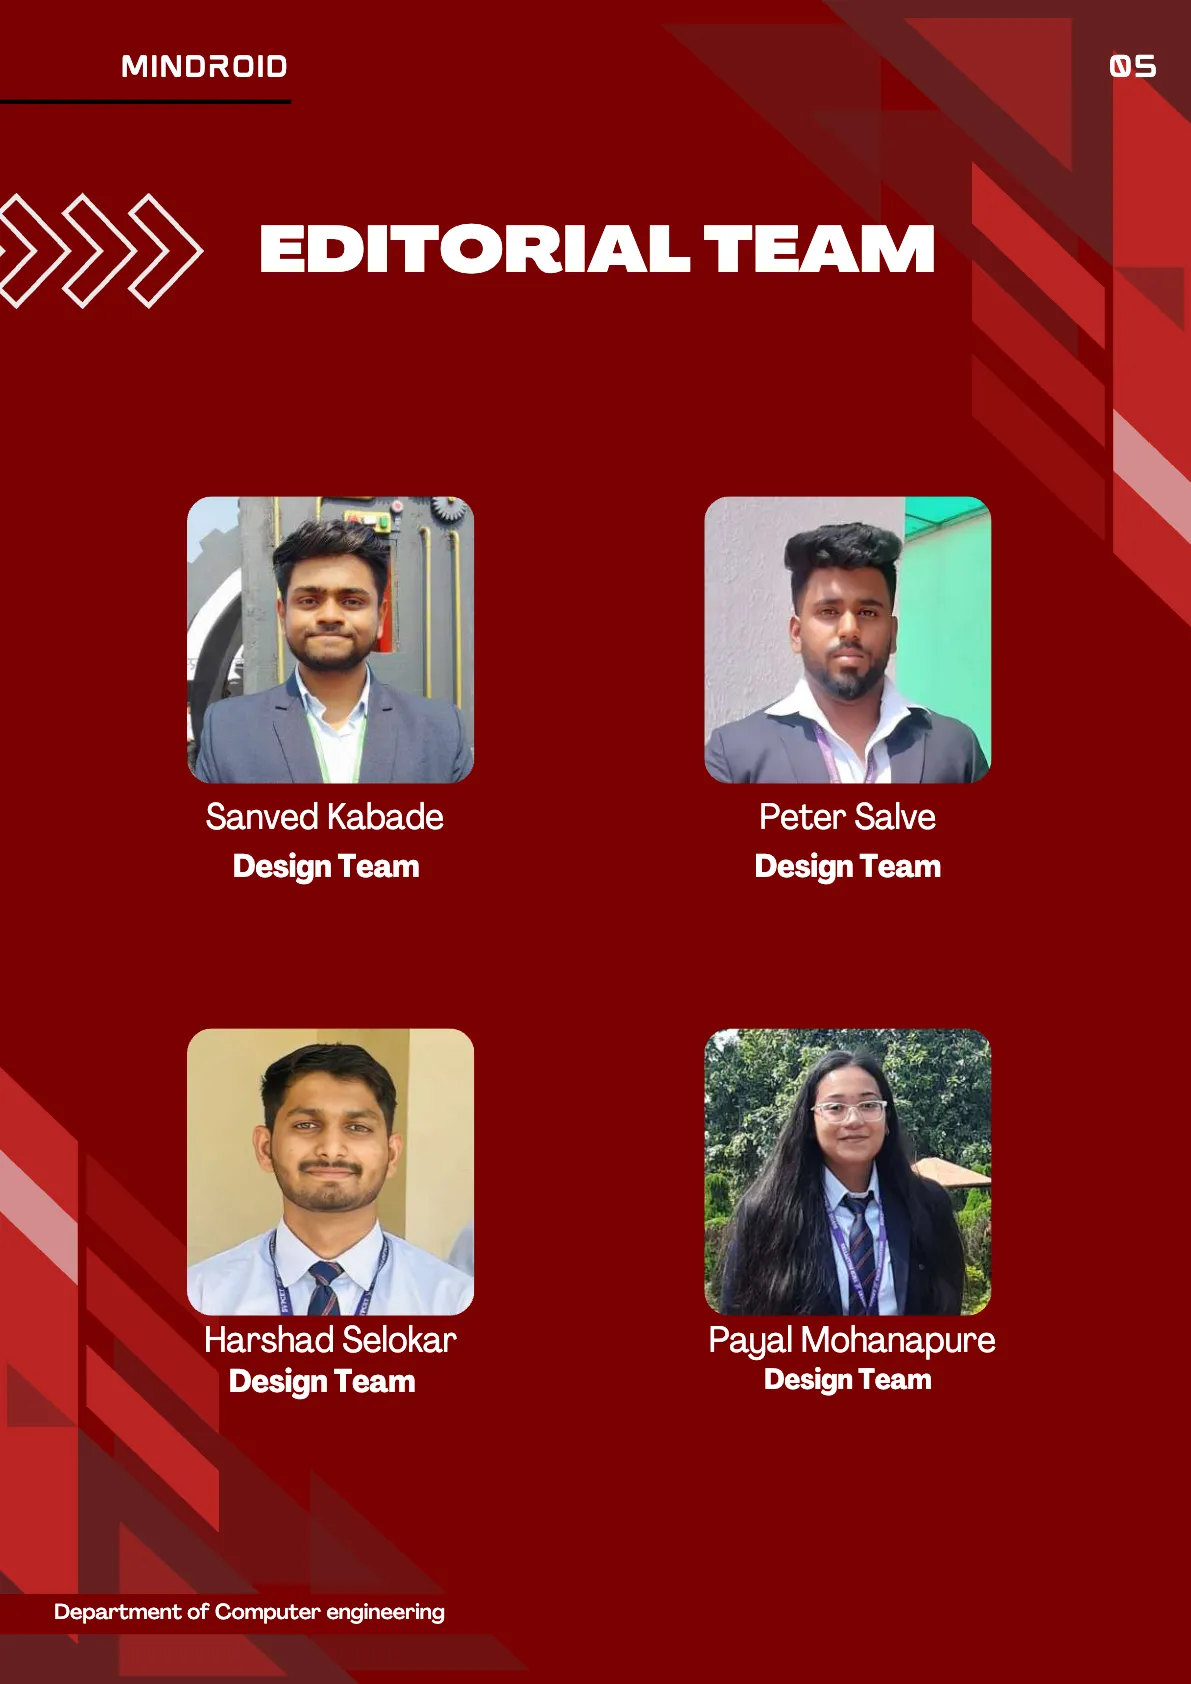 MINDROID
05
EDITORIAL TEAM
Sanved Kabade
Design Team
Peter Salve
Design Team
Harshad Selokar
Design Team
Payal Mohanapure
Design Team
Department of Computer engineering